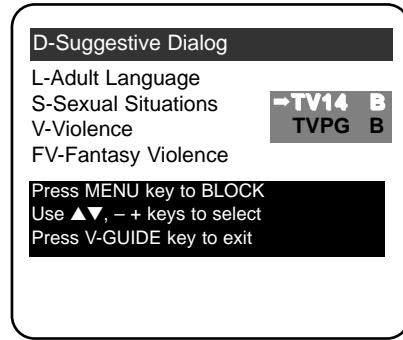 D-Suggestive Dialog
L-Adult Language
S-Sexual Situations ➡TV14 B
V-Violence TVPG B
FV-Fantasy Violence
Press MENU key to BLOCK
Use ▲▼, – + keys to select
Press V-GUIDE key to exit